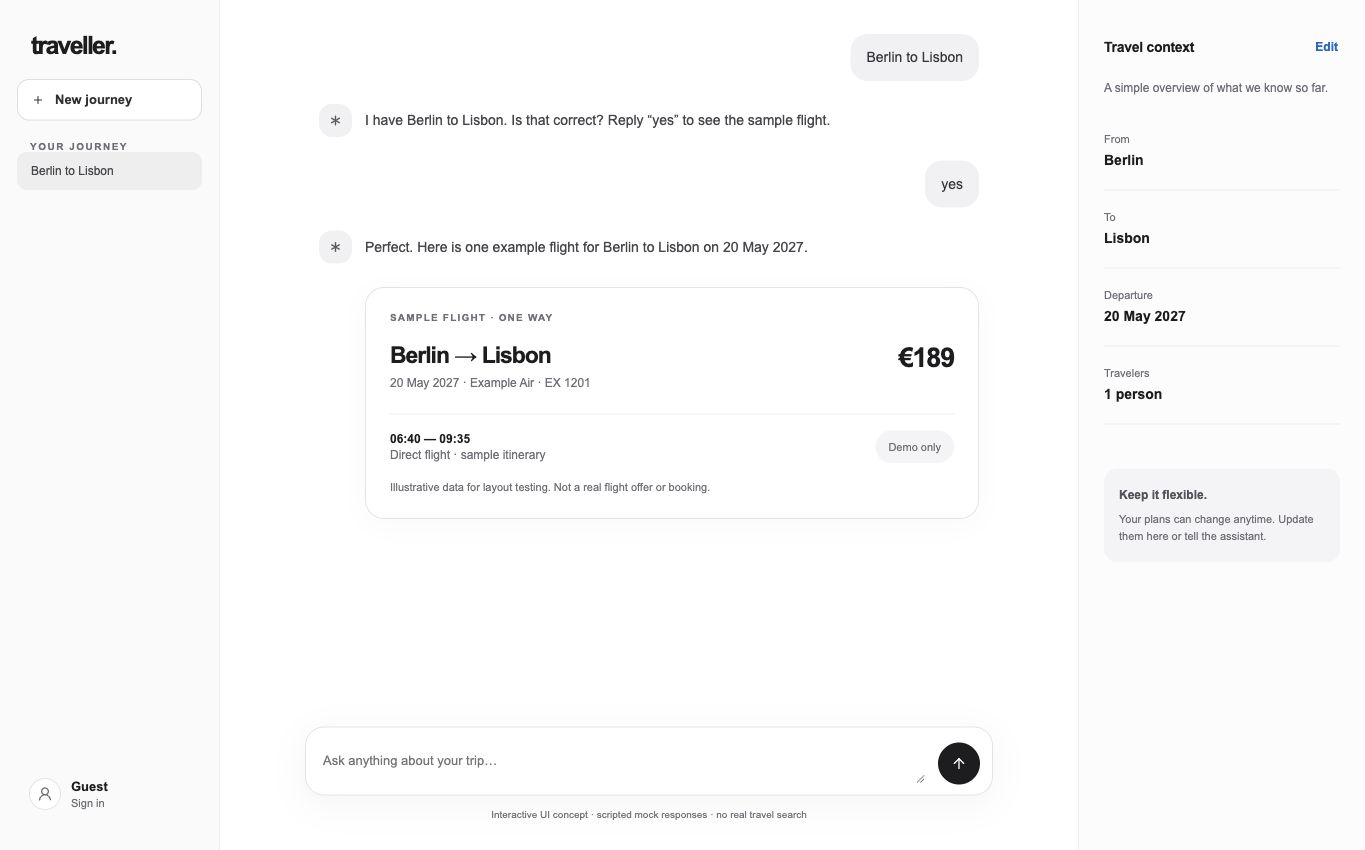 traveller.
+ New journey
YOUR JOURNEY
Berlin to Lisbon
Guest
Sign in
Berlin to Lisbon
I have Berlin to Lisbon. Is that correct? Reply “yes” to see the sample flight.
yes
Perfect. Here is one example flight for Berlin to Lisbon on 20 May 2027.
SAMPLE FLIGHT · ONE WAY
Berlin → Lisbon
€189
20 May 2027 · Example Air · EX 1201
06:40 — 09:35
Direct flight · sample itinerary
Demo only
Illustrative data for layout testing. Not a real flight offer or booking.
Ask anything about your trip…
Interactive UI concept · scripted mock responses · no real travel search
Travel context
Edit
A simple overview of what we know so far.
From
Berlin
To
Lisbon
Departure
20 May 2027
Travelers
1 person
Keep it flexible.
Your plans can change anytime. Update
them here or tell the assistant.